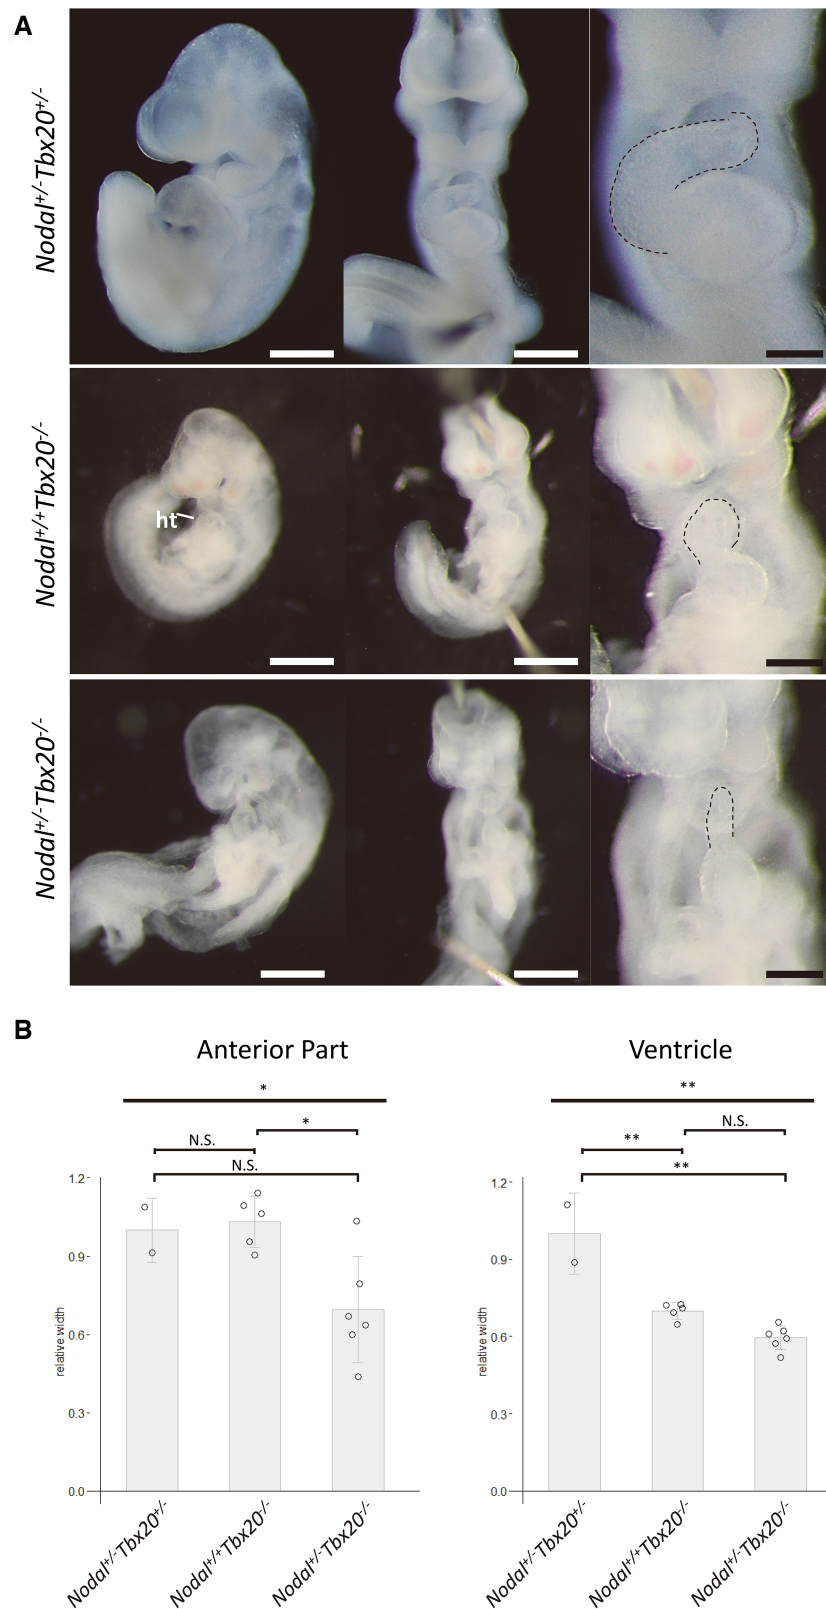 A
Nodal+/-Tbx20+/-
Nodal+/+Tbx20-/-
ht
Nodal+/-Tbx20-/-
B
Anterior Part
*
*
N.S.
N.S.
1.2
0.9
0.6
0.3
0.0
relative width
Nodal+/-Tbx20+/-
Nodal+/+Tbx20-/-
Nodal+/-Tbx20-/-
Ventricle
**
N.S.
**
**
1.2
0.9
0.6
0.3
0.0
relative width
Nodal+/-Tbx20+/-
Nodal+/+Tbx20-/-
Nodal+/-Tbx20-/-